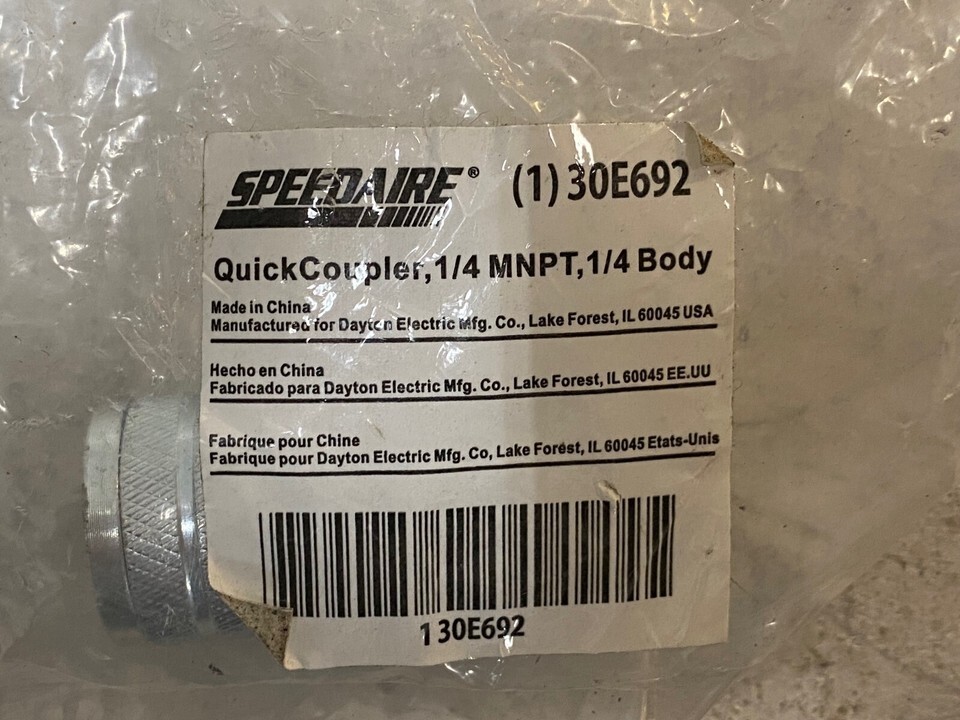 SPEEDAIRE® (1) 30E692
QuickCoupler,1/4 MNPT,1/4 Body
Made in China
Manufactured for Dayton Electric Mfg. Co., Lake Forest, IL 60045 USA
Hecho en China
Fabricado para Dayton Electric Mfg. Co., Lake Forest, IL 60045 EE.UU
Fabrique pour Chine
Fabrique pour Dayton Electric Mfg. Co, Lake Forest, IL 60045 Etats-Unis
1 30E692